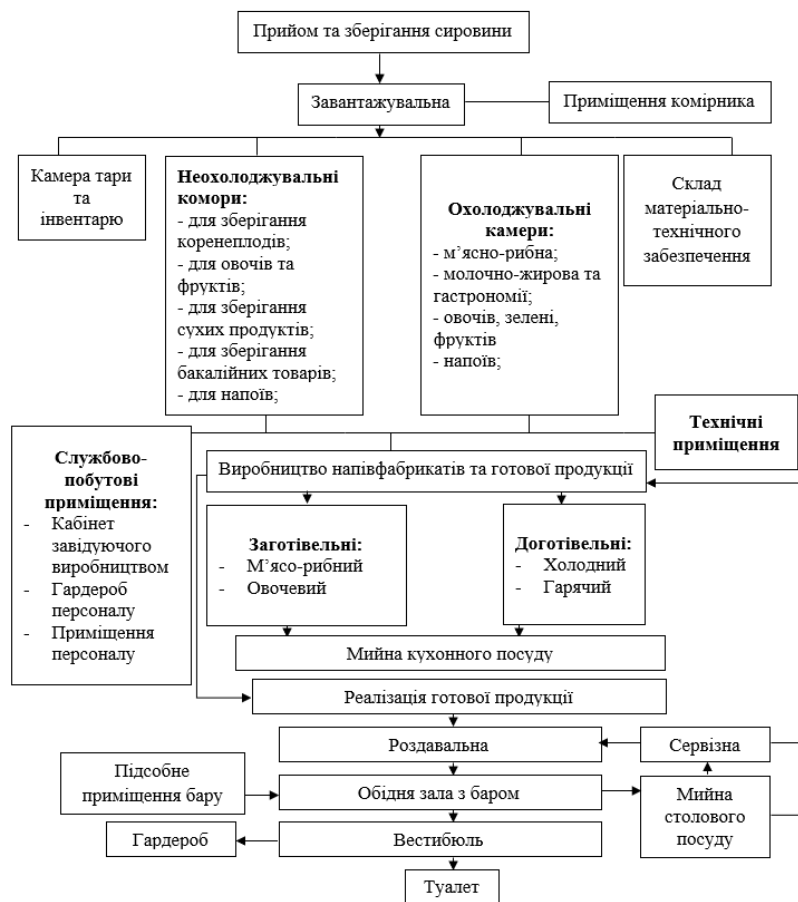 Прийом та зберігання сировини
Завантажувальна
Приміщення комірника
Камера тари
та
інвентарю
Неохолоджувальні
комори:
- для зберігання
коренеплодів;
- для овочів та
фруктів;
- для зберігання
сухих продуктів;
- для зберігання
бакалійних товарів;
- для напоїв;
Охолоджувальні
камери:
- м’ясно-рибна;
- молочно-жирова та
гастрономії;
- овочів, зелені,
фруктів
- напоїв;
Склад
матеріально-
технічного
забезпечення
Технічні
приміщення
Службово-
побутові
приміщення:
- Кабінет
завідуючого
виробництвом
- Гардероб
персоналу
- Приміщення
персоналу
Виробництво напівфабрикатів та готової продукції
Заготівельні:
- М’ясо-рибний
- Овочевий
Доготівельні:
- Холодний
- Гарячий
Мийна кухонного посуду
Реалізація готової продукції
Роздавальна
Сервізна
Підсобне
приміщення бару
Обідня зала з баром
Мийна
столового
посуду
Гардероб
Вестибюль
Туалет